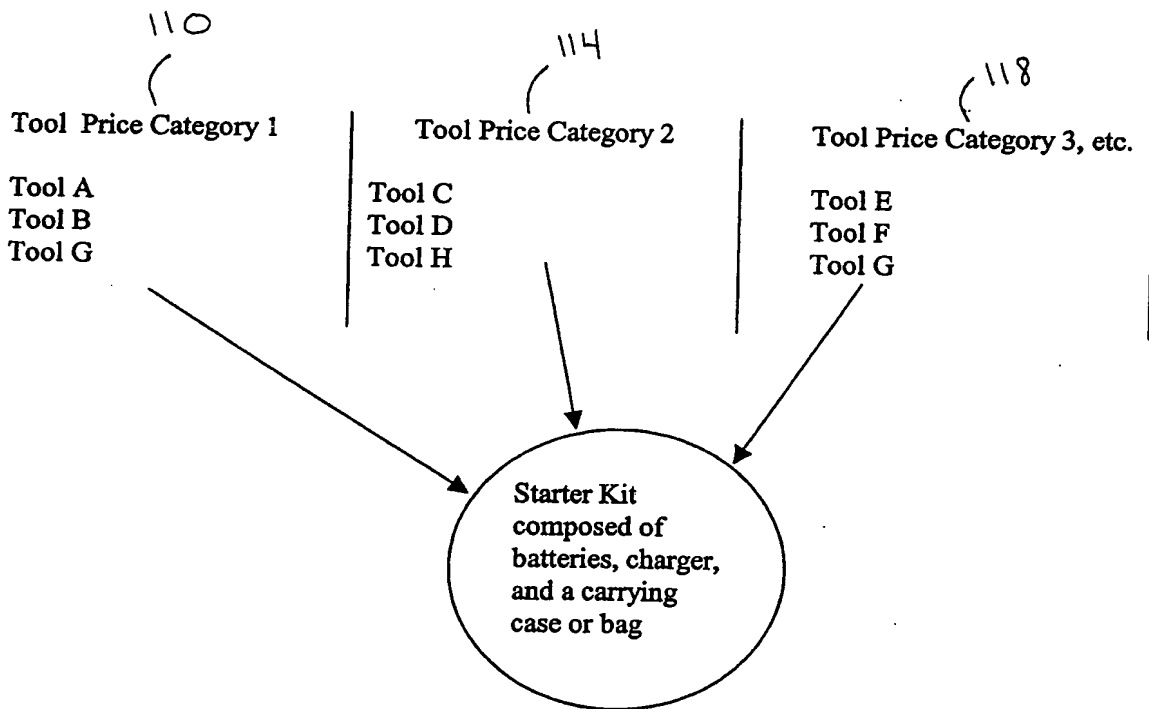 110
Tool Price Category 1
Tool A
Tool B
Tool G
114
Tool Price Category 2
Tool C
Tool D
Tool H
118
Tool Price Category 3, etc.
Tool E
Tool F
Tool G
Starter Kit
composed of
batteries, charger,
and a carrying
case or bag